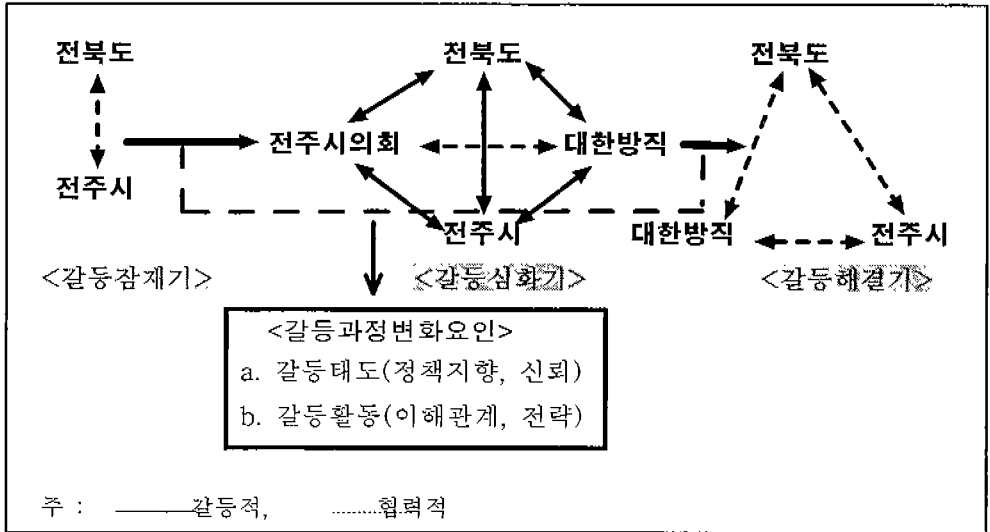 전북도 전북도 전북도
전주시의회 대한방직
전주시
전주시 대한방직 전주시
<갈등잠재기> <갈등심화기> <갈등해결기>
<갈등과정변화요인>
a. 갈등태도(정책지향, 신뢰)
b. 갈등활동(이해관계, 전략)
주 : 갈등적, 협력적